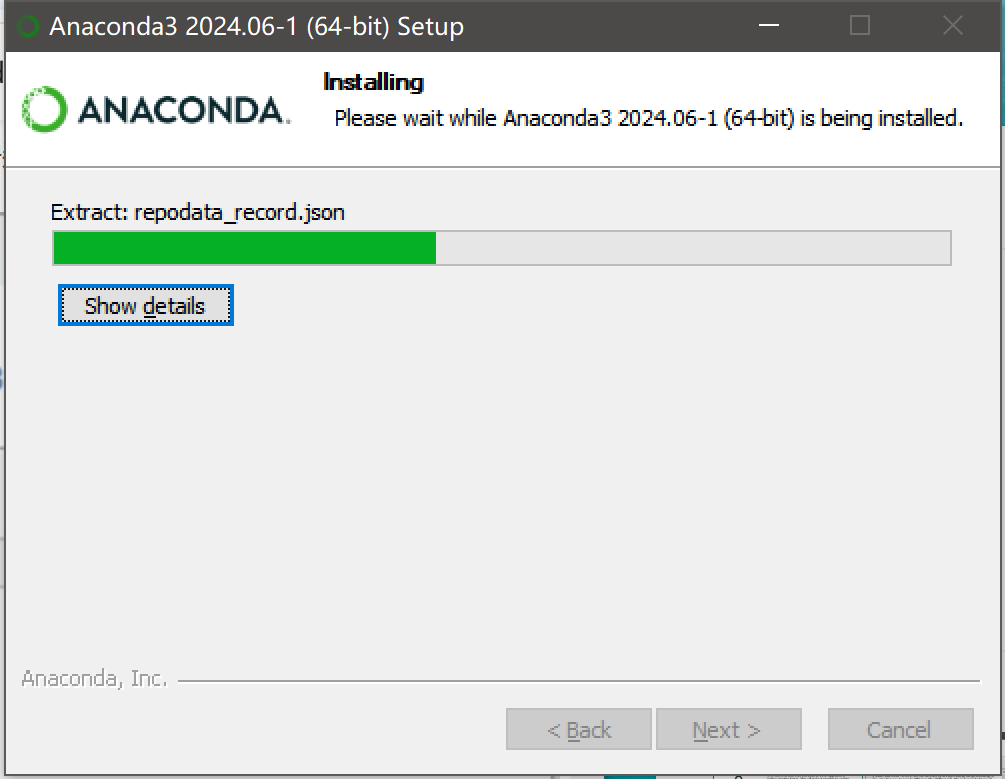 Anaconda3 2024.06-1 (64-bit) Setup
ANACONDA.
Installing
Please wait while Anaconda3 2024.06-1 (64-bit) is being installed.
Extract: repodata_record.json
Show details
Anaconda, Inc.
< Back
Next >
Cancel